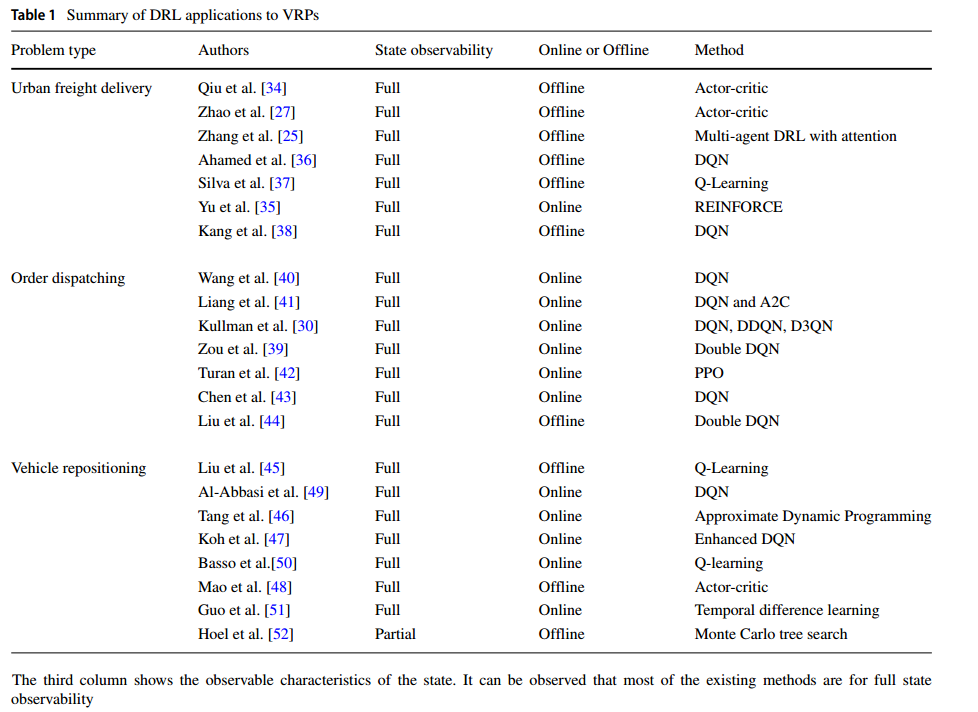 Table 1 Summary of DRL applications to VRPs
Problem type Authors State observability Online or Offline Method
Urban freight delivery Qiu et al. [34] Full Offline Actor-critic
Zhao et al. [27] Full Offline Actor-critic
Zhang et al. [25] Full Offline Multi-agent DRL with attention
Ahamed et al. [36] Full Offline DQN
Silva et al. [37] Full Offline Q-Learning
Yu et al. [35] Full Online REINFORCE
Kang et al. [38] Full Offline DQN
Order dispatching Wang et al. [40] Full Online DQN
Liang et al. [41] Full Online DQN and A2C
Kullman et al. [30] Full Online DQN, DDQN, D3QN
Zou et al. [39] Full Online Double DQN
Turan et al. [42] Full Online PPO
Chen et al. [43] Full Online DQN
Liu et al. [44] Full Offline Double DQN
Vehicle repositioning Liu et al. [45] Full Offline Q-Learning
Al-Abbasi et al. [49] Full Online DQN
Tang et al. [46] Full Online Approximate Dynamic Programming
Koh et al. [47] Full Online Enhanced DQN
Basso et al.[50] Full Online Q-learning
Mao et al. [48] Full Offline Actor-critic
Guo et al. [51] Full Online Temporal difference learning
Hoel et al. [52] Partial Offline Monte Carlo tree search
The third column shows the observable characteristics of the state. It can be observed that most of the existing methods are for full state
observability